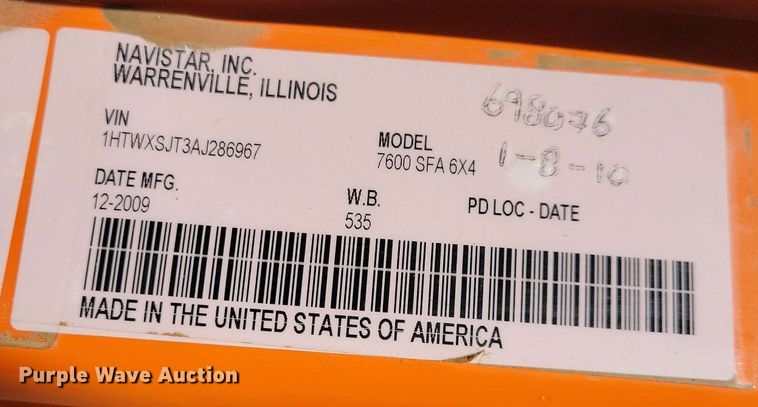 NAVISTAR, INC.
WARRENVILLE, ILLINOIS
698076
VIN
1HTWXSJT3AJ286967
MODEL
7600 SFA 6X4
1-8-10
DATE MFG.
12-2009
W.B.
535
PD LOC - DATE
MADE IN THE UNITED STATES OF AMERICA
Purple Wave Auction